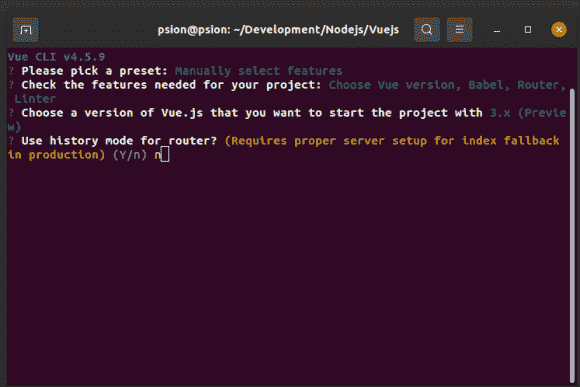 psion@psion: ~/Development/Nodejs/Vuejs
Vue CLI v4.5.9
? Please pick a preset: Manually select features
? Check the features needed for your project: Choose Vue version, Babel, Router,
 Linter
? Choose a version of Vue.js that you want to start the project with 3.x (Previe
w)
? Use history mode for router? (Requires proper server setup for index fallback
in production) (Y/n) n